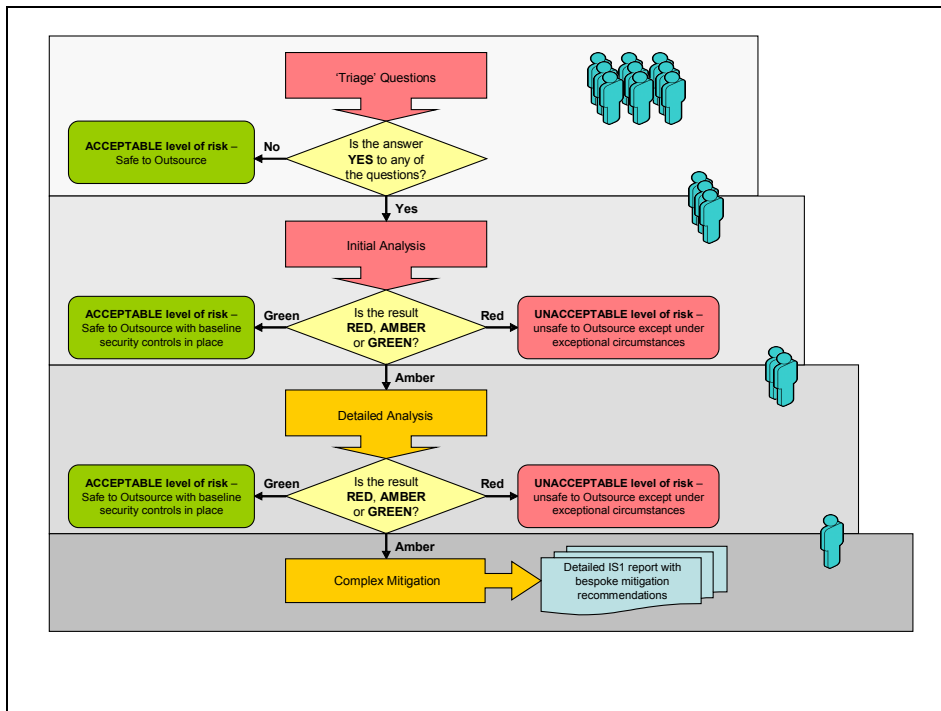 ‘Triage’ Questions
ACCEPTABLE level of risk –
Safe to Outsource
No
Is the answer
YES to any of
the questions?
Yes
Initial Analysis
ACCEPTABLE level of risk –
Safe to Outsource with baseline
security controls in place
Green
Is the result
RED, AMBER
or GREEN?
Red
UNACCEPTABLE level of risk –
unsafe to Outsource except under
exceptional circumstances
Amber
Detailed Analysis
ACCEPTABLE level of risk –
Safe to Outsource with baseline
security controls in place
Green
Is the result
RED, AMBER
or GREEN?
Red
UNACCEPTABLE level of risk –
unsafe to Outsource except under
exceptional circumstances
Amber
Complex Mitigation
Detailed IS1 report with
bespoke mitigation
recommendations